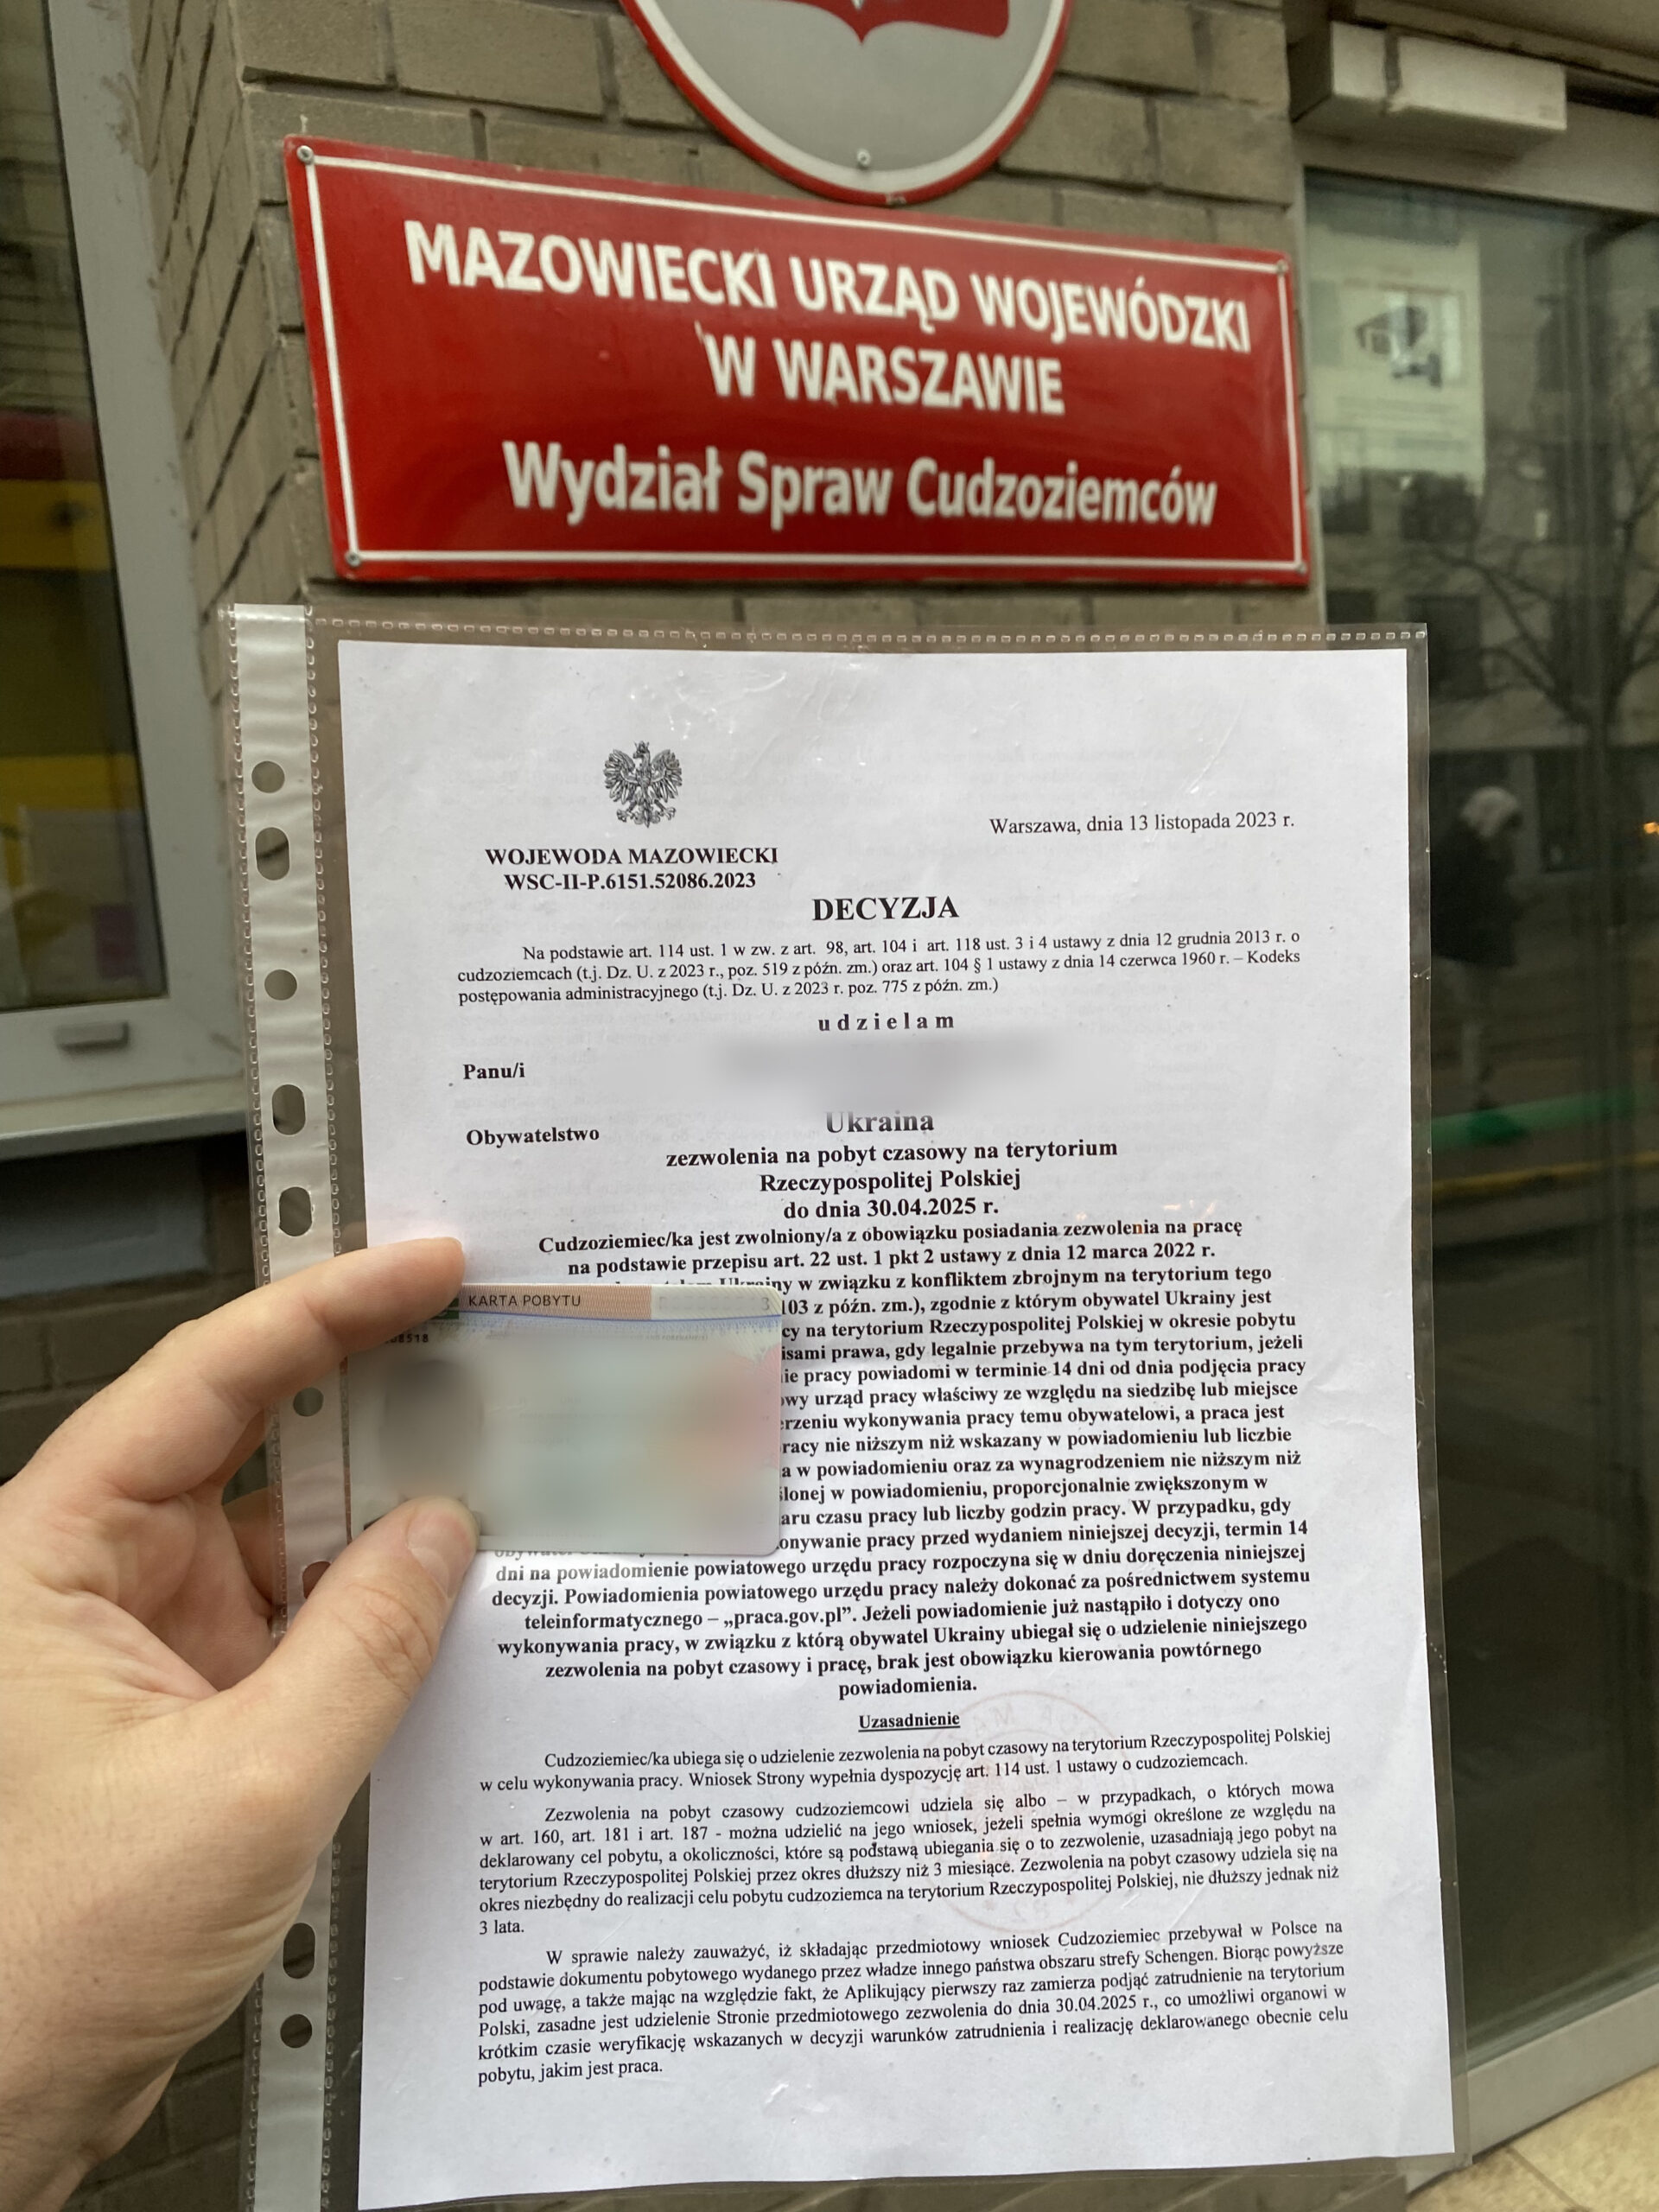 MAZOWIECKI URZĄD WOJEWÓDZKI
W WARSZAWIE
Wydział Spraw Cudzoziemców
Warszawa, dnia 13 listopada 2023 r.
WOJEWODA MAZOWIECKI
WSC-II-P.6151.52086.2023
DECYZJA
Na podstawie art. 114 ust. 1 w zw. z art. 98, art. 104 i art. 118 ust. 3 i 4 ustawy z dnia 12 grudnia 2013 r. o
cudzoziemcach (t.j. Dz. U. z 2023 r., poz. 519 z późn. zm.) oraz art. 104 § 1 ustawy z dnia 14 czerwca 1960 r. – Kodeks
postępowania administracyjnego (t.j. Dz. U. z 2023 r. poz. 775 z późn. zm.)
udzielam
Panu/i
Ukraina
Obywatelstwo
zezwolenia na pobyt czasowy na terytorium
Rzeczypospolitej Polskiej
do dnia 30.04.2025 r.
Cudzoziemiec/ka jest zwolniony/a z obowiązku posiadania zezwolenia na pracę
na podstawie przepisu art. 22 ust. 1 pkt 2 ustawy z dnia 12 marca 2022 r.
w związku z konfliktem zbrojnym na terytorium tego
KARTA POBYTU
103 z późn. zm.), zgodnie z którym obywatel Ukrainy jest
na terytorium Rzeczypospolitej Polskiej w okresie pobytu
prawa, gdy legalnie przebywa na tym terytorium, jeżeli
pracy powiadomi w terminie 14 dni od dnia podjęcia pracy
urząd pracy właściwy ze względu na siedzibę lub miejsce
wykonywania pracy temu obywatelowi, a praca jest
nie niższym niż wskazany w powiadomieniu lub liczbie
w powiadomieniu oraz za wynagrodzeniem nie niższym niż
w powiadomieniu, proporcjonalnie zwiększonym w
czasu pracy lub liczby godzin pracy. W przypadku, gdy
pracy przed wydaniem niniejszej decyzji, termin 14
dni na powiadomienie powiatowego urzędu pracy rozpoczyna się w dniu doręczenia niniejszej
decyzji. Powiadomienia powiatowego urzędu pracy należy dokonać za pośrednictwem systemu
teleinformatycznego – „praca.gov.pl”. Jeżeli powiadomienie już nastąpiło i dotyczy ono
wykonywania pracy, w związku z którą obywatel Ukrainy ubiegał się o udzielenie niniejszego
zezwolenia na pobyt czasowy i pracę, brak jest obowiązku kierowania powtórnego
powiadomienia.
Uzasadnienie
Cudzoziemiec/ka ubiega się o udzielenie zezwolenia na pobyt czasowy na terytorium Rzeczypospolitej Polskiej
w celu wykonywania pracy. Wniosek Strony wypełnia dyspozycję art. 114 ust. 1 ustawy o cudzoziemcach.
Zezwolenia na pobyt czasowy cudzoziemcowi udziela się albo – w przypadkach, o których mowa
w art. 160, art. 181 i art. 187 - można udzielić na jego wniosek, jeżeli spełnia wymogi określone ze względu na
deklarowany cel pobytu, a okoliczności, które są podstawą ubiegania się o to zezwolenie, uzasadniają jego pobyt na
terytorium Rzeczypospolitej Polskiej przez okres dłuższy niż 3 miesiące. Zezwolenia na pobyt czasowy udziela się na
okres niezbędny do realizacji celu pobytu cudzoziemca na terytorium Rzeczypospolitej Polskiej, nie dłuższy jednak niż
3 lata.
W sprawie należy zauważyć, iż składając przedmiotowy wniosek Cudzoziemiec przebywał w Polsce na
podstawie dokumentu pobytowego wydanego przez władze innego państwa obszaru strefy Schengen. Biorąc powyższe
pod uwagę, a także mając na względzie fakt, że Aplikujący pierwszy raz zamierza podjąć zatrudnienie na terytorium
Polski, zasadne jest udzielenie Stronie przedmiotowego zezwolenia do dnia 30.04.2025 r., co umożliwi organowi w
krótkim czasie weryfikację wskazanych w decyzji warunków zatrudnienia i realizację deklarowanego obecnie celu
pobytu, jakim jest praca.